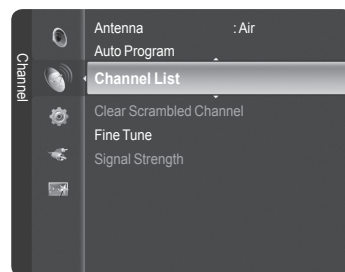 Channel
Antenna : Air
Auto Program
Channel List
Clear Scrambled Channel
Fine Tune
Signal Strength